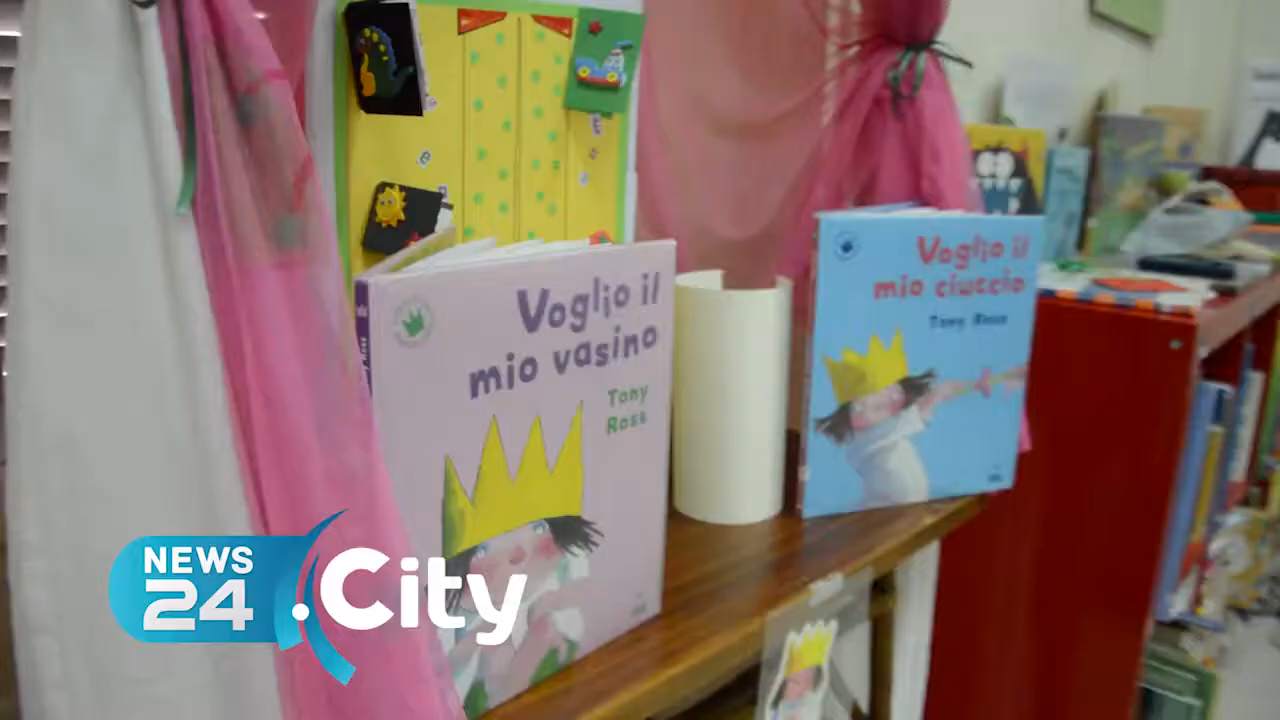 Voglio il
mio vasino
Tony
Ross
Voglio il
mio ciuccio
Tony Ross
NEWS
24
.City